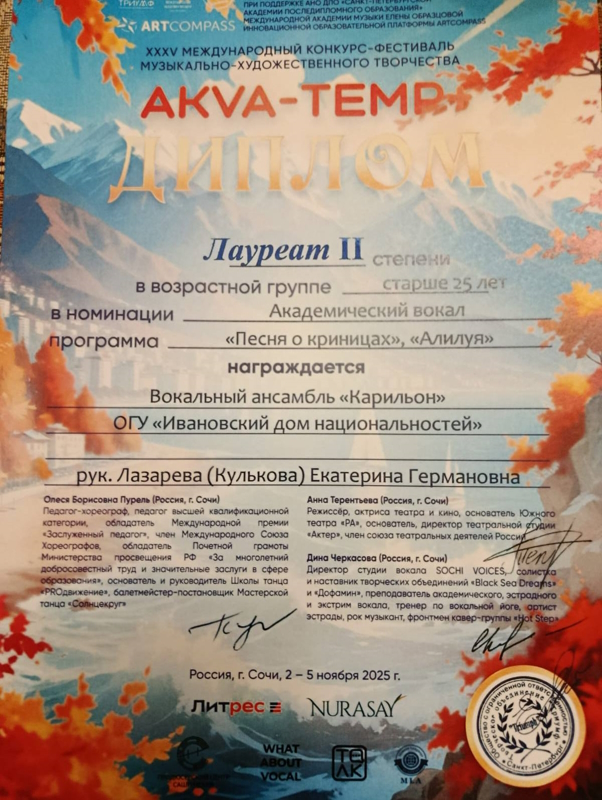 ТРИУМФ
ARTCOMPASS
ПРИ ПОДДЕРЖКЕ АНО ДПО «САНКТ-ПЕТЕРБУРГСКОЙ
АКАДЕМИИ ПОСЛЕДИПЛОМНОГО ОБРАЗОВАНИЯ»
МЕЖДУНАРОДНОЙ АКАДЕМИИ МУЗЫКИ ЕЛЕНЫ ОБРАЗЦОВОЙ
ИННОВАЦИОННОЙ ОБРАЗОВАТЕЛЬНОЙ ПЛАТФОРМЫ ARTCOMPASS
XXXV МЕЖДУНАРОДНЫЙ КОНКУРС-ФЕСТИВАЛЬ
МУЗЫКАЛЬНО-ХУДОЖЕСТВЕННОГО ТВОРЧЕСТВА
AKVA-ТЕМП
ДИПЛОМ
Лауреат II степени
в возрастной группе старше 25 лет
в номинации Академический вокал
программа «Песня о криницах», «Алилуя»
награждается
Вокальный ансамбль «Карильон»
ОГУ «Ивановский дом национальностей»
рук. Лазарева (Кулькова) Екатерина Германовна
Олеся Борисовна Пурель (Россия, г. Сочи)
Педагог-хореограф, педагог высшей квалификационной
категории, обладатель Международной премии
"Заслуженный педагог", член Международного Союза
Хореографов, обладатель Почетной грамоты
Министерства просвещения РФ "За многолетний
добросовестный труд и значительные заслуги в сфере
образования», основатель и руководитель Школы танца
«PROдвижение», балетмейстер-постановщик Мастерской
танца «Солнцекруг»
Анна Терентьева (Россия, г. Сочи)
Режиссёр, актриса театра и кино, основатель Южного
театра «РА», основатель, директор театральной студии
«Актер», член союза театральных деятелей России
Дина Черкасова (Россия, г. Сочи)
Директор студии вокала SOCHI VOICES, солистка
и наставник творческих объединений «Black Sea Dreams»
и «Дофамин», преподаватель академического, эстрадного
и экстрим вокала, тренер по вокальной йоге, артист
эстрады, рок музыкант, фронтмен кавер-группы «Hot Step»
Россия, г. Сочи, 2 – 5 ноября 2025 г.
Литрес
NURASAY
WHAT
ABOUT
VOCAL
MLA
Общество с ограниченной ответственностью
Санкт-Петербург